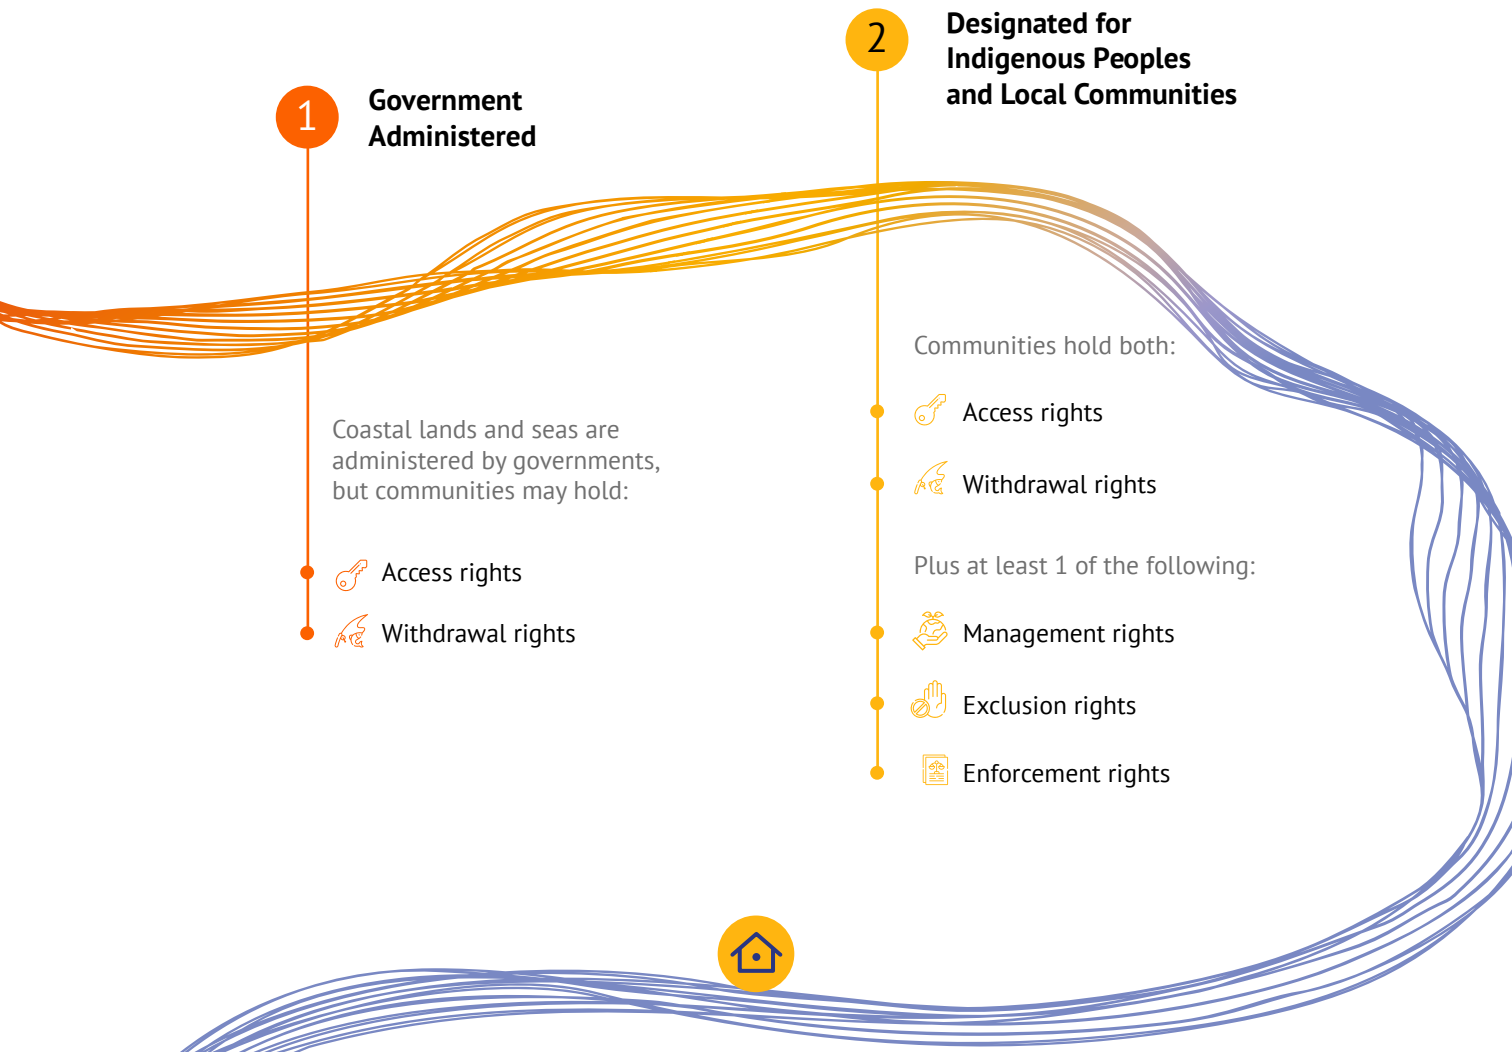 1
Government
Administered
Coastal lands and seas are
administered by governments,
but communities may hold:
Access rights
Withdrawal rights
2
Designated for
Indigenous Peoples
and Local Communities
Communities hold both:
Access rights
Withdrawal rights
Plus at least 1 of the following:
Management rights
Exclusion rights
Enforcement rights